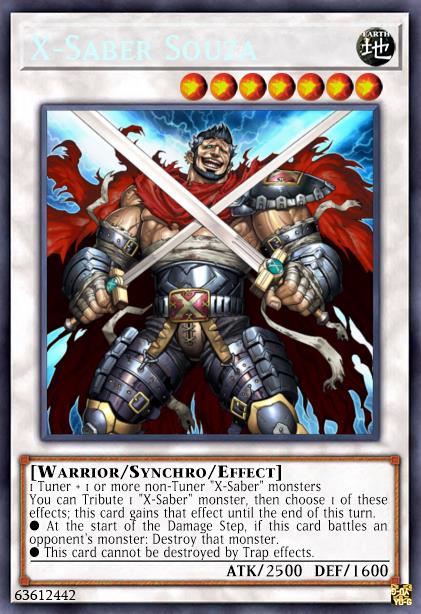 X-Saber Souza
EARTH
地
[Warrior/Synchro/Effect]
1 Tuner + 1 or more non-Tuner "X-Saber" monsters
You can Tribute 1 "X-Saber" monster, then choose 1 of these
effects; this card gains that effect until the end of this turn.
● At the start of the Damage Step, if this card battles an
opponent's monster: Destroy that monster.
● This card cannot be destroyed by Trap effects.
ATK/2500 DEF/1600
63612442